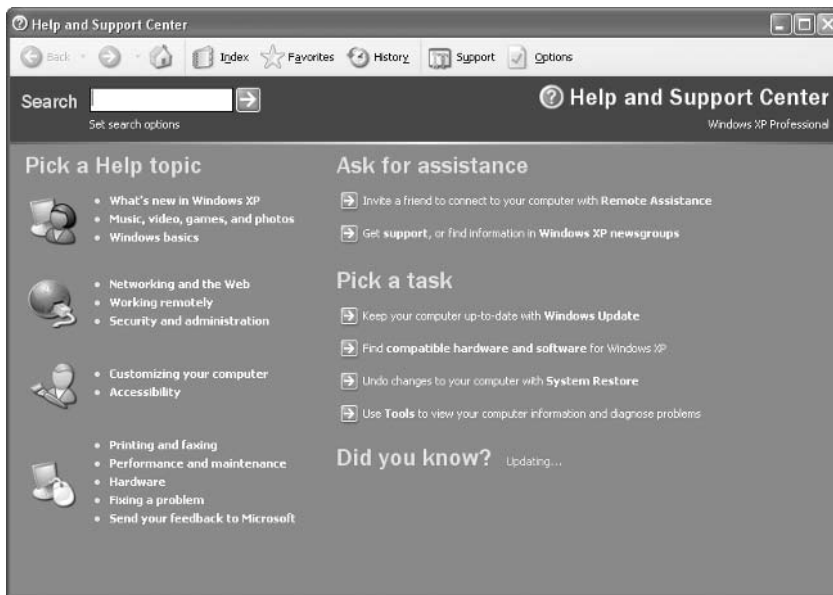 Help and Support Center
Back
Index
Favorites
History
Support
Options
Search
Set search options
Help and Support Center
Windows XP Professional
Pick a Help topic
What's new in Windows XP
Music, video, games, and photos
Windows basics
Networking and the Web
Working remotely
Security and administration
Customizing your computer
Accessibility
Printing and faxing
Performance and maintenance
Hardware
Fixing a problem
Send your feedback to Microsoft
Ask for assistance
Invite a friend to connect to your computer with Remote Assistance
Get support, or find information in Windows XP newsgroups
Pick a task
Keep your computer up-to-date with Windows Update
Find compatible hardware and software for Windows XP
Undo changes to your computer with System Restore
Use Tools to view your computer information and diagnose problems
Did you know? Updating...